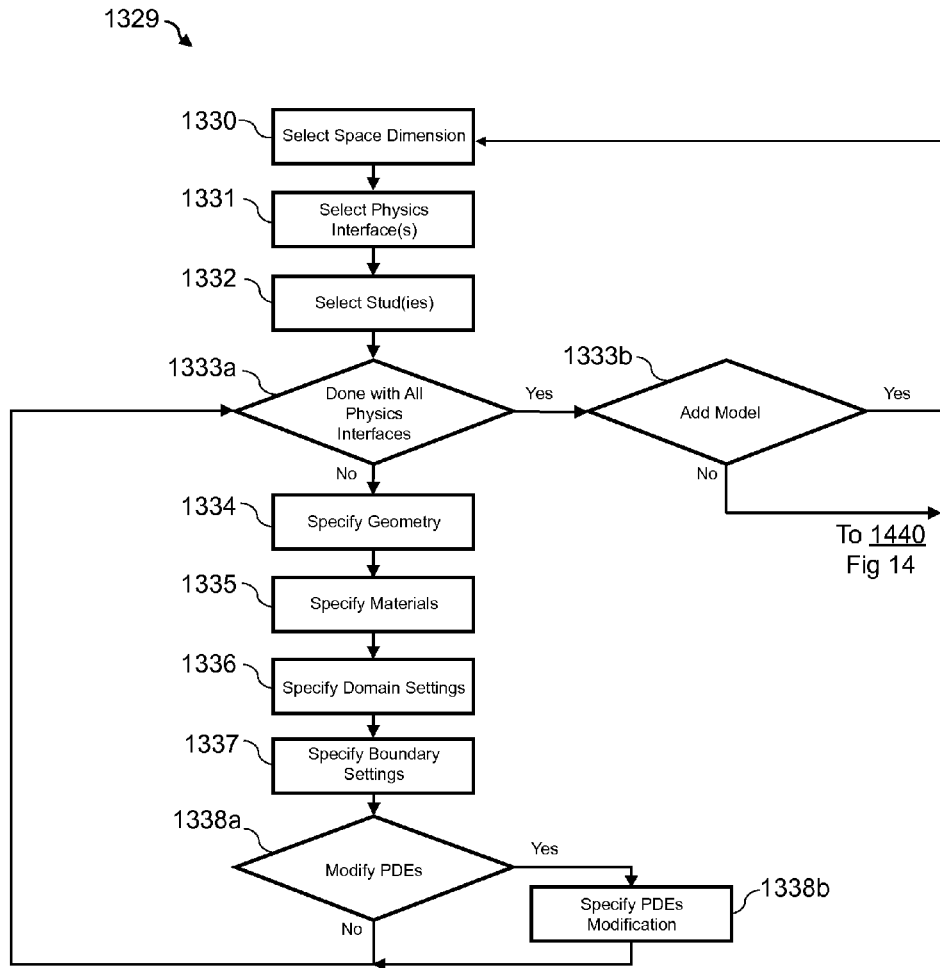 1329
1330
Select Space Dimension
1331
Select Physics
Interface(s)
1332
Select Stud(ies)
1333a
Done with All
Physics
Interfaces
Yes
No
1333b
Add Model
Yes
No
To 1440
Fig 14
1334
Specify Geometry
1335
Specify Materials
1336
Specify Domain Settings
1337
Specify Boundary
Settings
1338a
Modify PDEs
Yes
No
1338b
Specify PDEs
Modification